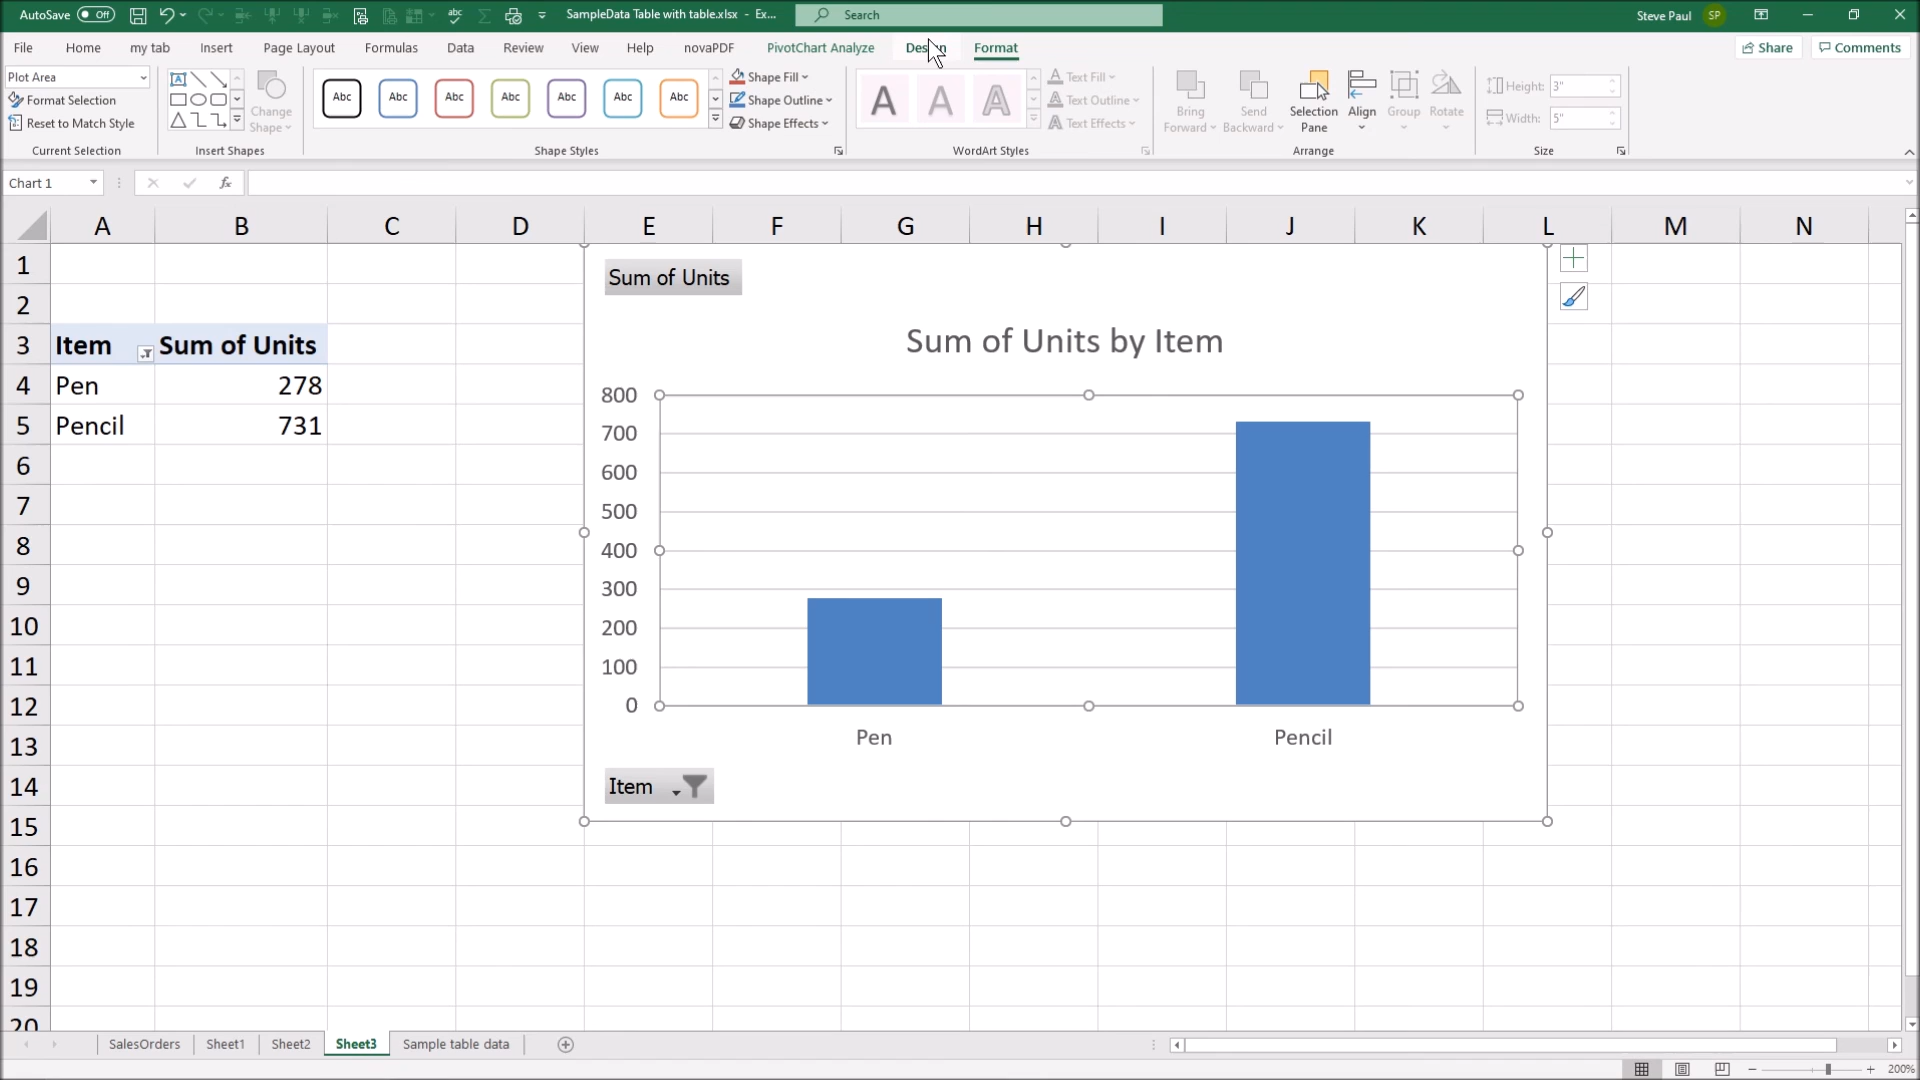 AutoSave Off SampleData Table with table.xlsx - Ex... Search Steve Paul SP
File Home my tab Insert Page Layout Formulas Data Review View Help novaPDF PivotChart Analyze Design Format Share Comments
Plot Area
Format Selection
Reset to Match Style
Current Selection
Change
Shape
Insert Shapes
Abc Abc Abc Abc Abc Abc Abc
Shape Styles
Shape Fill
Shape Outline
Shape Effects
A A A
WordArt Styles
Text Fill
Text Outline
Text Effects
Bring
Forward
Send
Backward
Selection
Pane
Align
Group
Rotate
Arrange
Height: 3"
Width: 5"
Size
Chart 1 fx
A B C D E F G H I J K L M N
1
2
3 Item Sum of Units
4 Pen 278
5 Pencil 731
6
7
8
9
10
11
12
13
14
15
16
17
18
19
20
Sum of Units
Sum of Units by Item
800
700
600
500
400
300
200
100
0
Pen Pencil
Item
SalesOrders Sheet1 Sheet2 Sheet3 Sample table data
200%